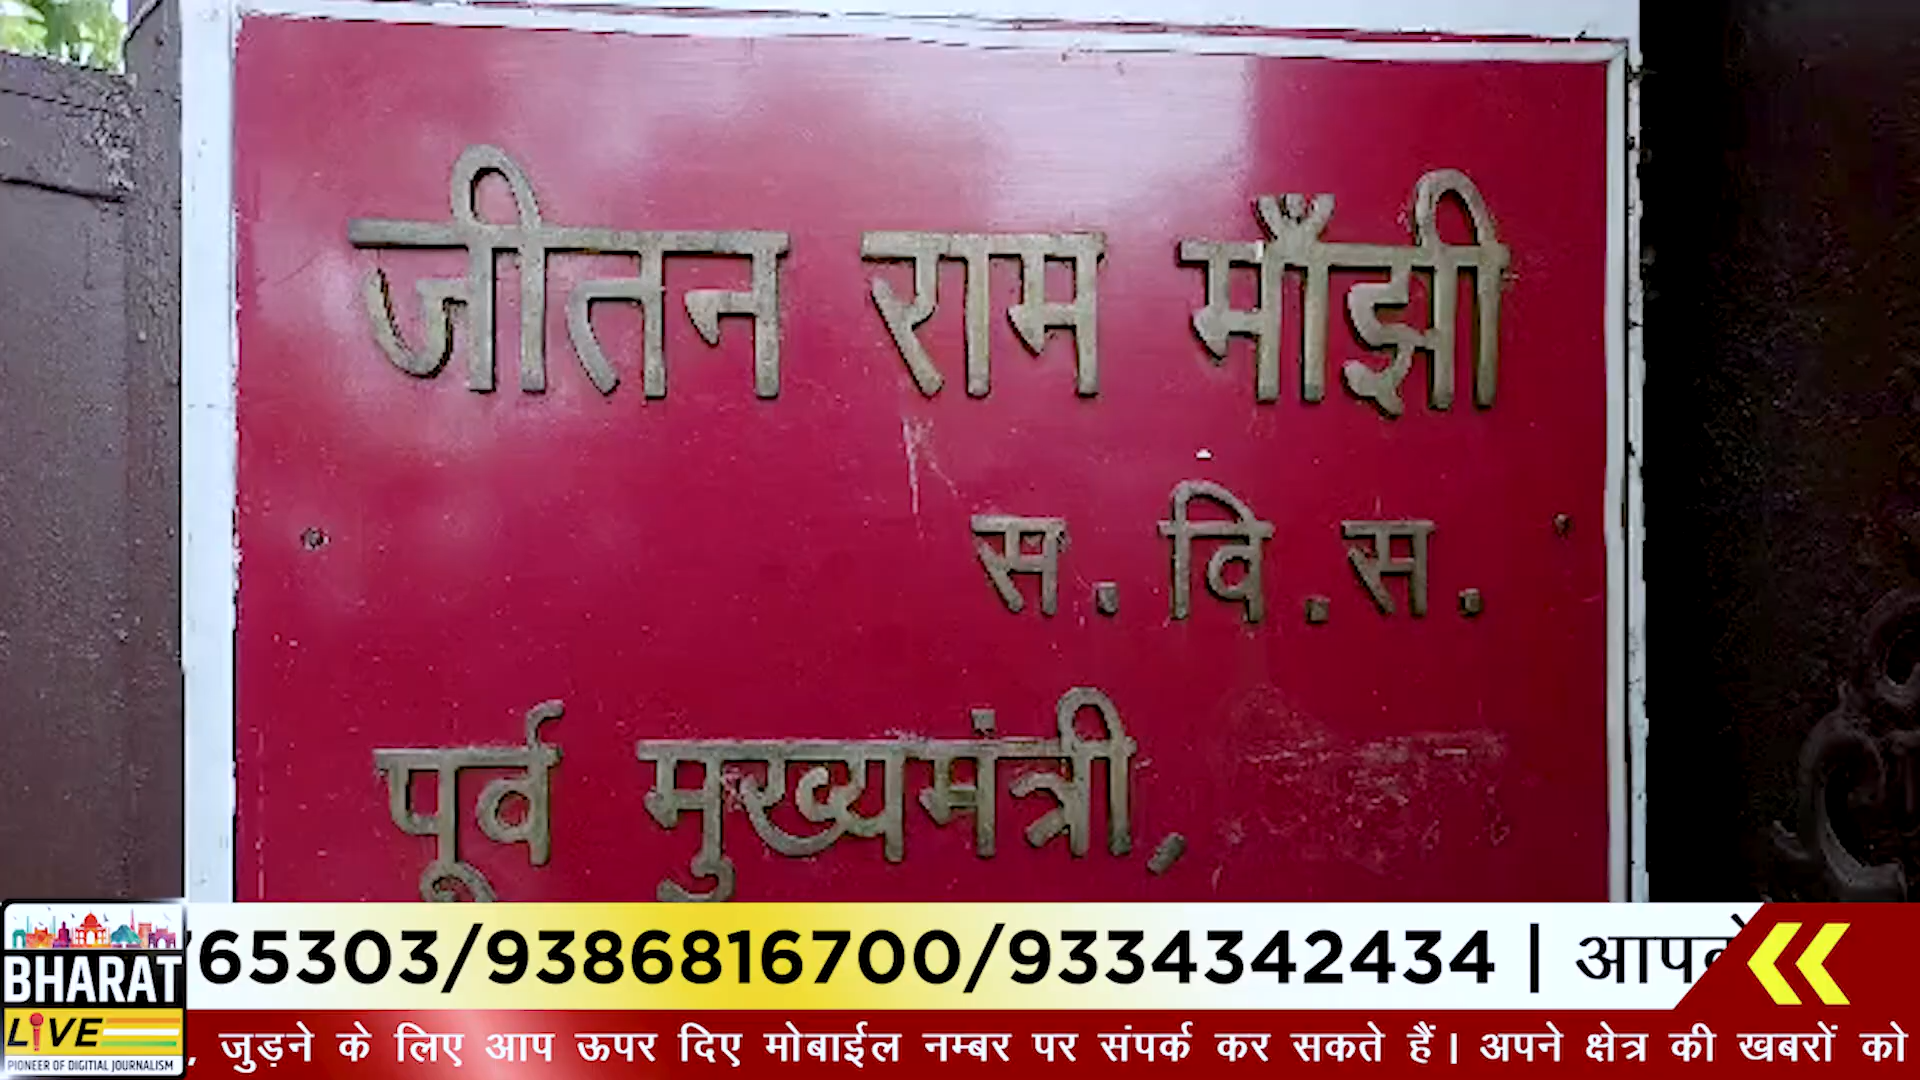 जीतन राम माँझी
स.वि.स.
पूर्व मुख्यमंत्री,
65303/9386816700/9334342434 | आपको
BHARAT
LIVE
PIONEER OF DIGITIAL JOURNALISM
, जुड़ने के लिए आप ऊपर दिए मोबाईल नम्बर पर संपर्क कर सकते हैं। अपने क्षेत्र की खबरों को